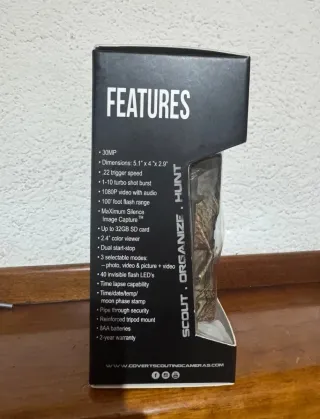 FEATURES
• 30MP
• Dimensions: 5.1" x 4 "x 2.9"
• .22 trigger speed
• 1-10 turbo shot burst
• 1080P video with audio
• 100' foot flash range
• MaXimum Silence
Image Capture™
• Up to 32GB SD card
• 2.4" color viewer
• Dual start-stop
• 3 selectable modes:
– photo, video & picture + video
• 40 invisible flash LED's
• Time lapse capability
• Time/date/temp/
moon phase stamp
• Pips through security
• Reinforced tripod mount
• 8AA batteries
• 2-year warranty
SCOUT . ORGANIZE . HUNT
WWW.COVERTSCOUTINGCAMERAS.COM